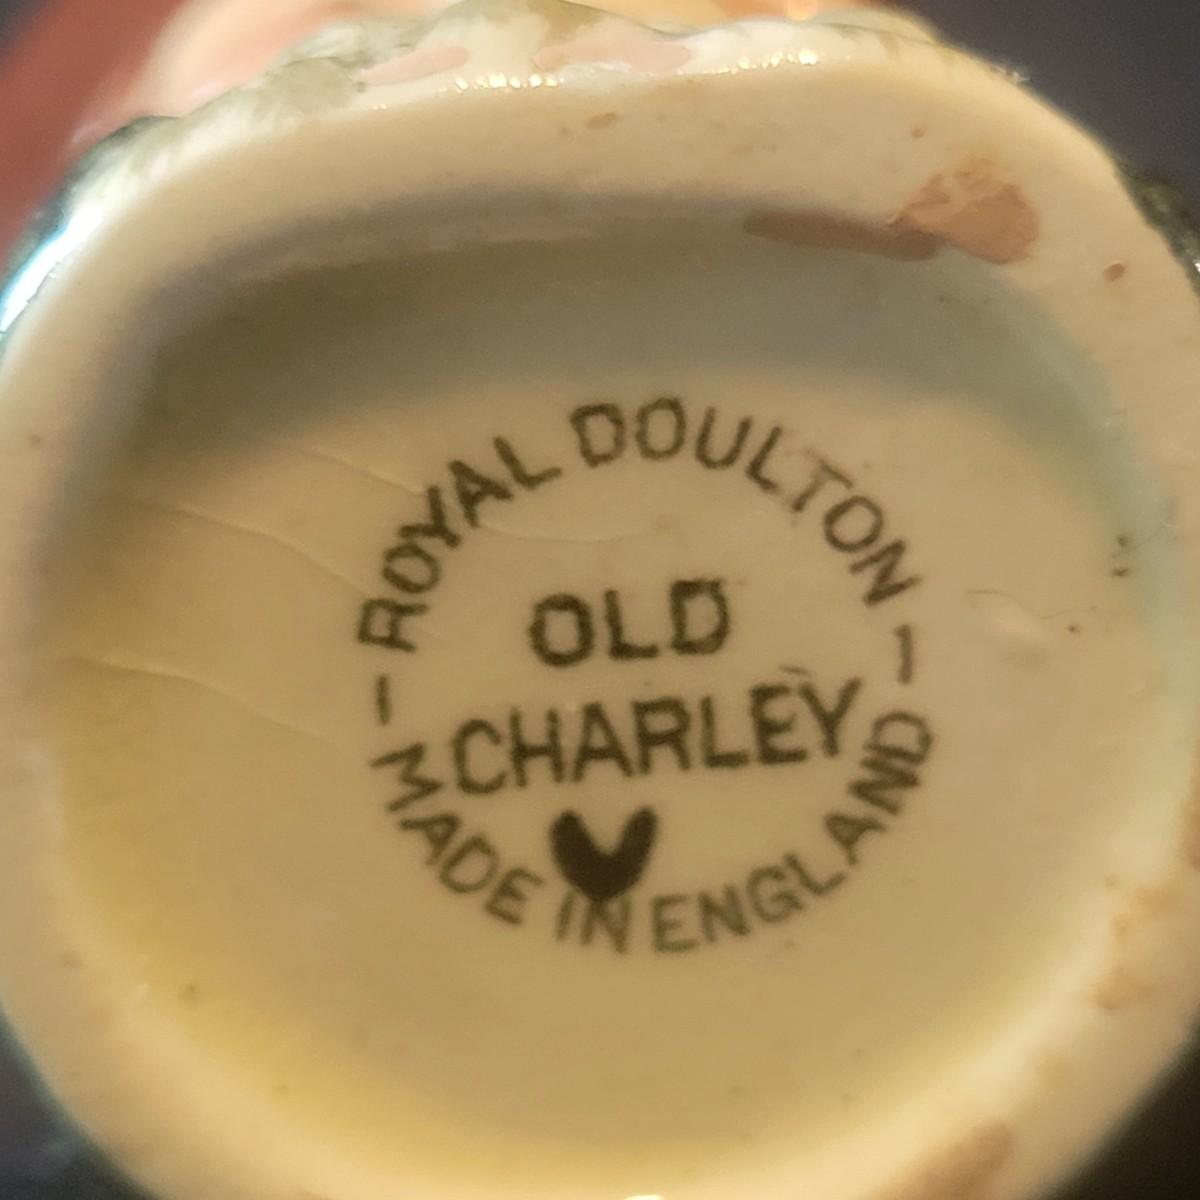 - ROYAL DOULTON -
OLD
CHARLEY
MADE IN ENGLAND